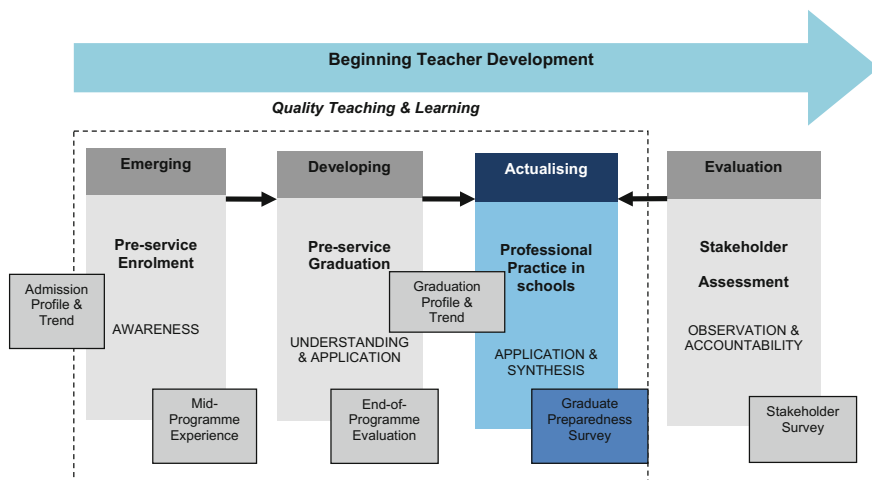 Beginning Teacher Development
Quality Teaching & Learning
Emerging
Developing
Actualising
Evaluation
Pre-service
Enrolment
AWARENESS
Pre-service
Graduation
UNDERSTANDING
& APPLICATION
Professional
Practice in
schools
APPLICATION &
SYNTHESIS
Stakeholder
Assessment
OBSERVATION &
ACCOUNTABILITY
Admission
Profile &
Trend
Graduation
Profile &
Trend
Mid-
Programme
Experience
End-of-
Programme
Evaluation
Graduate
Preparedness
Survey
Stakeholder
Survey